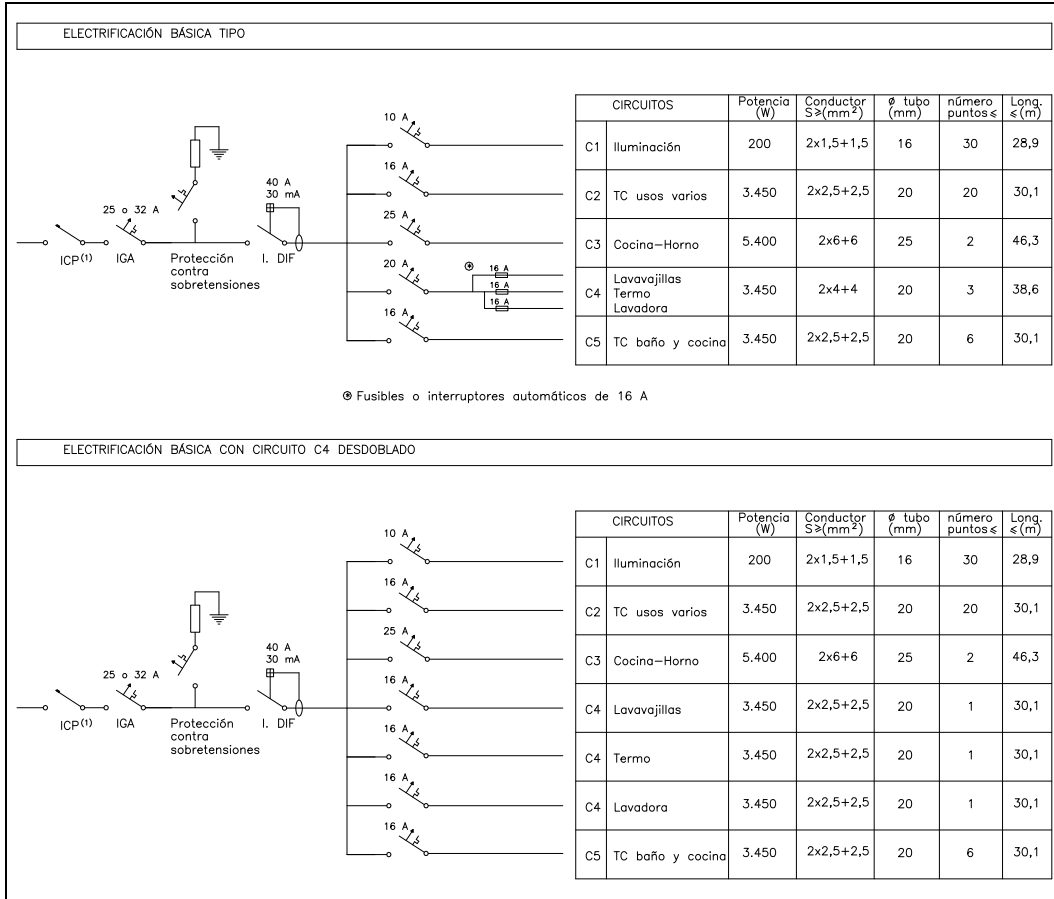 ELECTRIFICACIÓN BÁSICA TIPO
CIRCUITOS Potencia (W) Conductor S≥(mm²) ø tubo (mm) número puntos≤ Long. ≤(m)
C1 Iluminación 200 2x1,5+1,5 16 30 28,9
C2 TC usos varios 3.450 2x2,5+2,5 20 20 30,1
C3 Cocina−Horno 5.400 2x6+6 25 2 46,3
C4 Lavavajillas Termo Lavadora 3.450 2x4+4 20 3 38,6
C5 TC baño y cocina 3.450 2x2,5+2,5 20 6 30,1
10 A
16 A
25 A
20 A
16 A
⊛ 16 A
16 A
16 A
40 A
30 mA
25 o 32 A
ICP(1)
IGA
Protección
contra
sobretensiones
I. DIF
⊛ Fusibles o interruptores automáticos de 16 A
ELECTRIFICACIÓN BÁSICA CON CIRCUITO C4 DESDOBLADO
CIRCUITOS Potencia (W) Conductor S≥(mm²) ø tubo (mm) número puntos≤ Long. ≤(m)
C1 Iluminación 200 2x1,5+1,5 16 30 28,9
C2 TC usos varios 3.450 2x2,5+2,5 20 20 30,1
C3 Cocina−Horno 5.400 2x6+6 25 2 46,3
C4 Lavavajillas 3.450 2x2,5+2,5 20 1 30,1
C4 Termo 3.450 2x2,5+2,5 20 1 30,1
C4 Lavadora 3.450 2x2,5+2,5 20 1 30,1
C5 TC baño y cocina 3.450 2x2,5+2,5 20 6 30,1
10 A
16 A
25 A
16 A
16 A
16 A
16 A
40 A
30 mA
25 o 32 A
ICP(1)
IGA
Protección
contra
sobretensiones
I. DIF